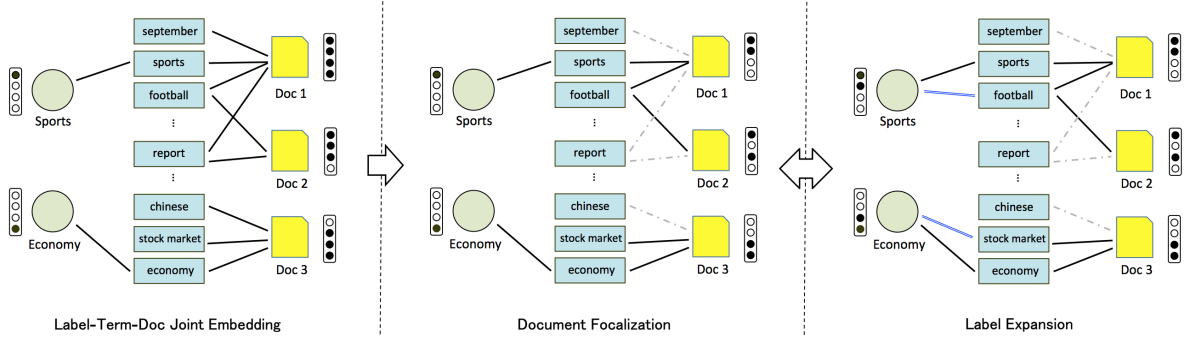 september
sports
football
⋮
report
⋮
chinese
stock market
economy
Sports
Economy
Doc 1
Doc 2
Doc 3
Label-Term-Doc Joint Embedding
september
sports
football
⋮
report
⋮
chinese
stock market
economy
Sports
Economy
Doc 1
Doc 2
Doc 3
Document Focalization
september
sports
football
⋮
report
⋮
chinese
stock market
economy
Sports
Economy
Doc 1
Doc 2
Doc 3
Label Expansion